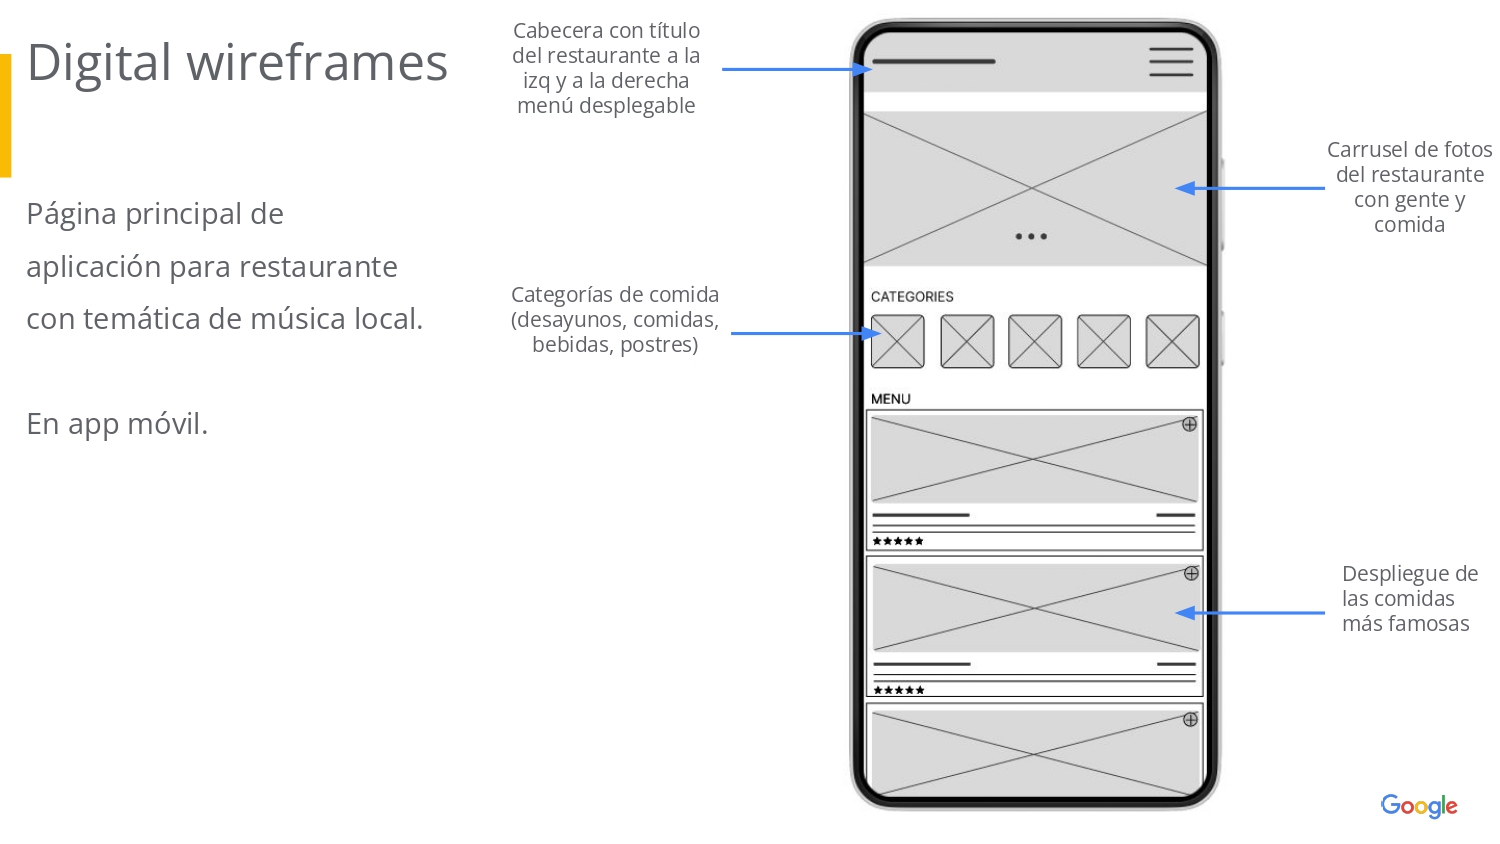 Digital wireframes
Página principal de
aplicación para restaurante
con temática de música local.
En app móvil.
Cabecera con título
del restaurante a la
izq y a la derecha
menú desplegable
Carrusel de fotos
del restaurante
con gente y
comida
Categorías de comida
(desayunos, comidas,
bebidas, postres)
CATEGORIES
MENU
Despliegue de
las comidas
más famosas
Google